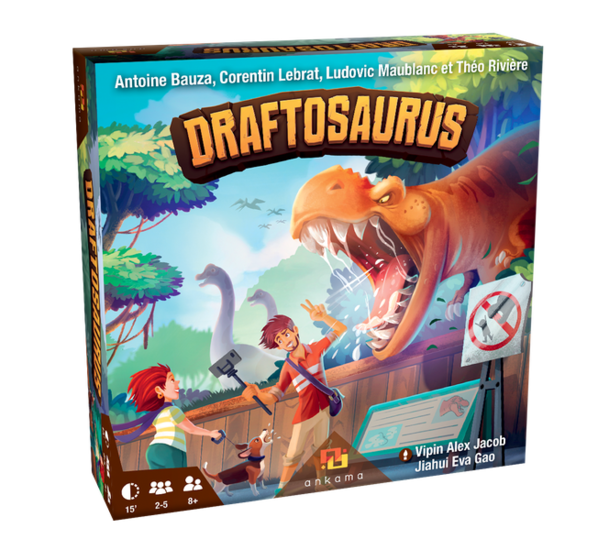 Antoine Bauza, Corentin Lebrat, Ludovic Maublanc et Théo Rivière
DRAFTOSAURUS
DRAFTOSAURUS
Vipin Alex Jacob
Jiahui Eva Gao
ankama
15'
2-5
8+